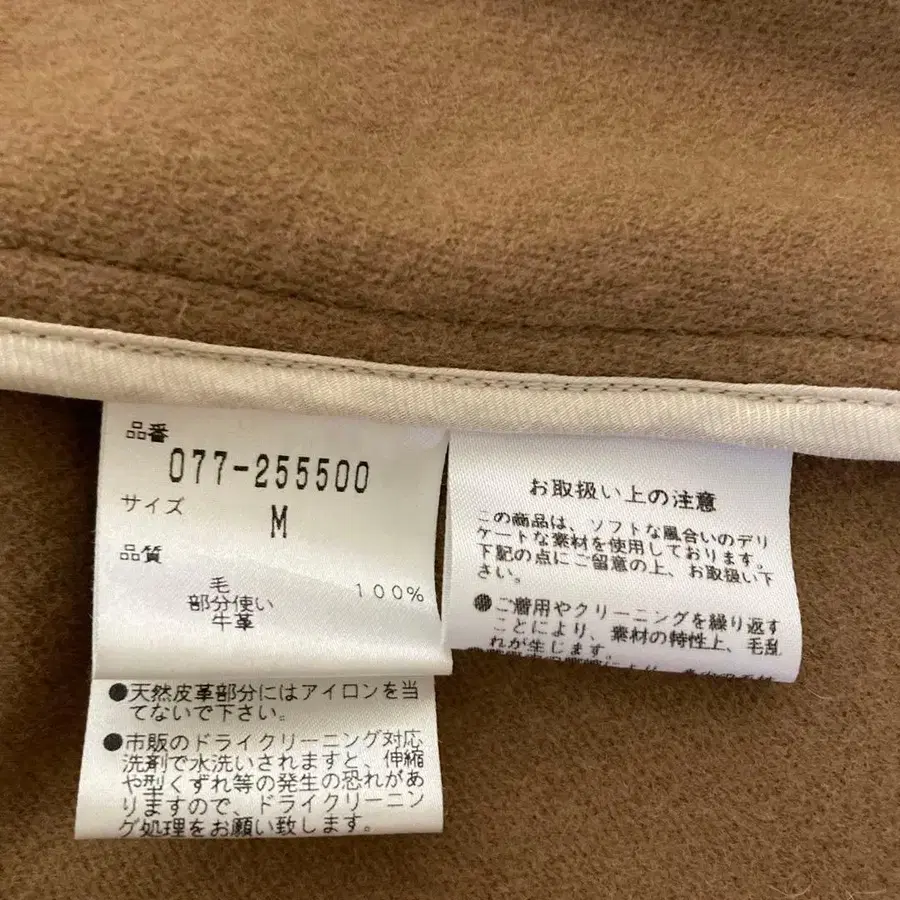 品番
077-255500
サイズ
M
品質
毛 100%
部分使い
牛革
●天然皮革部分にはアイロンを当
てないで下さい。
●市販のドライクリーニング対応
洗剤で水洗いされますと、伸縮
や型くずれ等の発生の恐れがあ
りますので、ドライクリーニン
グ処理をお願い致します。
お取扱い上の注意
この商品は、ソフトな風合いのデリ
ケートな素材を使用しております。
下記の点にご留意の上、お取扱い下
さい。
●ご着用やクリーニングを繰り返す
ことにより、素材の特性上、毛乱
れが生じます。